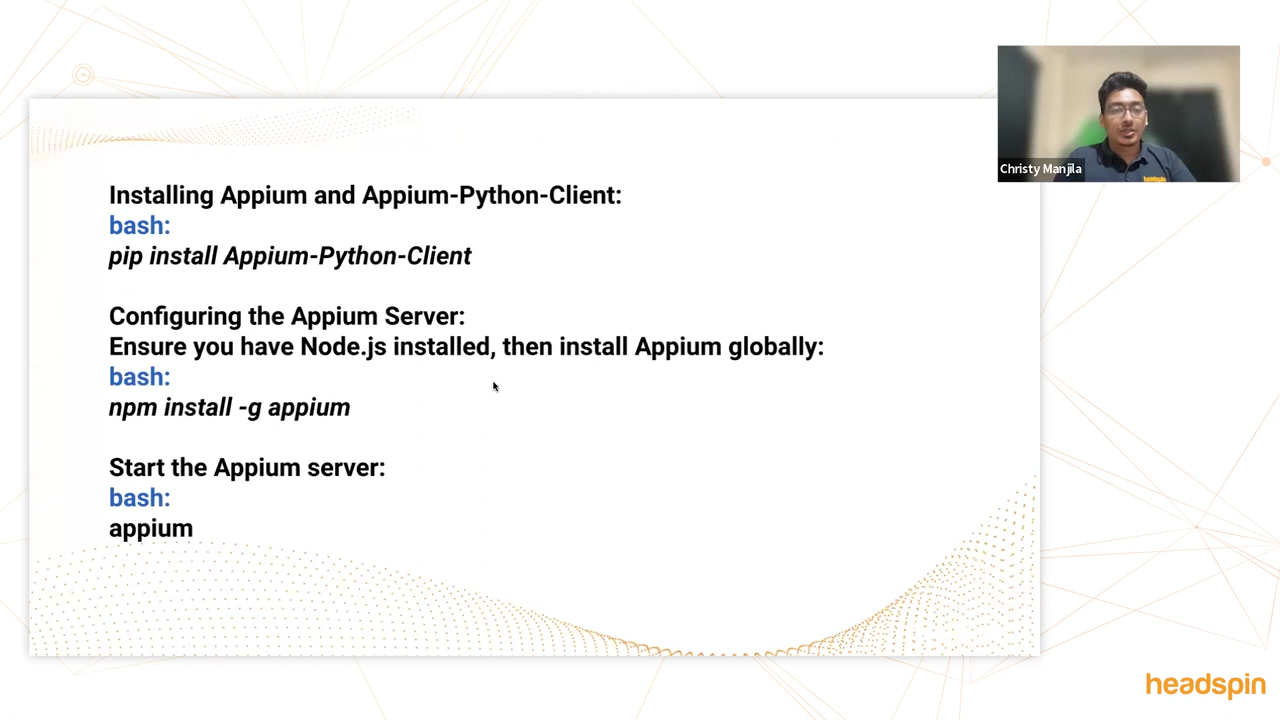 Installing Appium and Appium-Python-Client:
bash:
pip install Appium-Python-Client
Configuring the Appium Server:
Ensure you have Node.js installed, then install Appium globally:
bash:
npm install -g appium
Start the Appium server:
bash:
appium
Christy Manjila
headspin
headspin